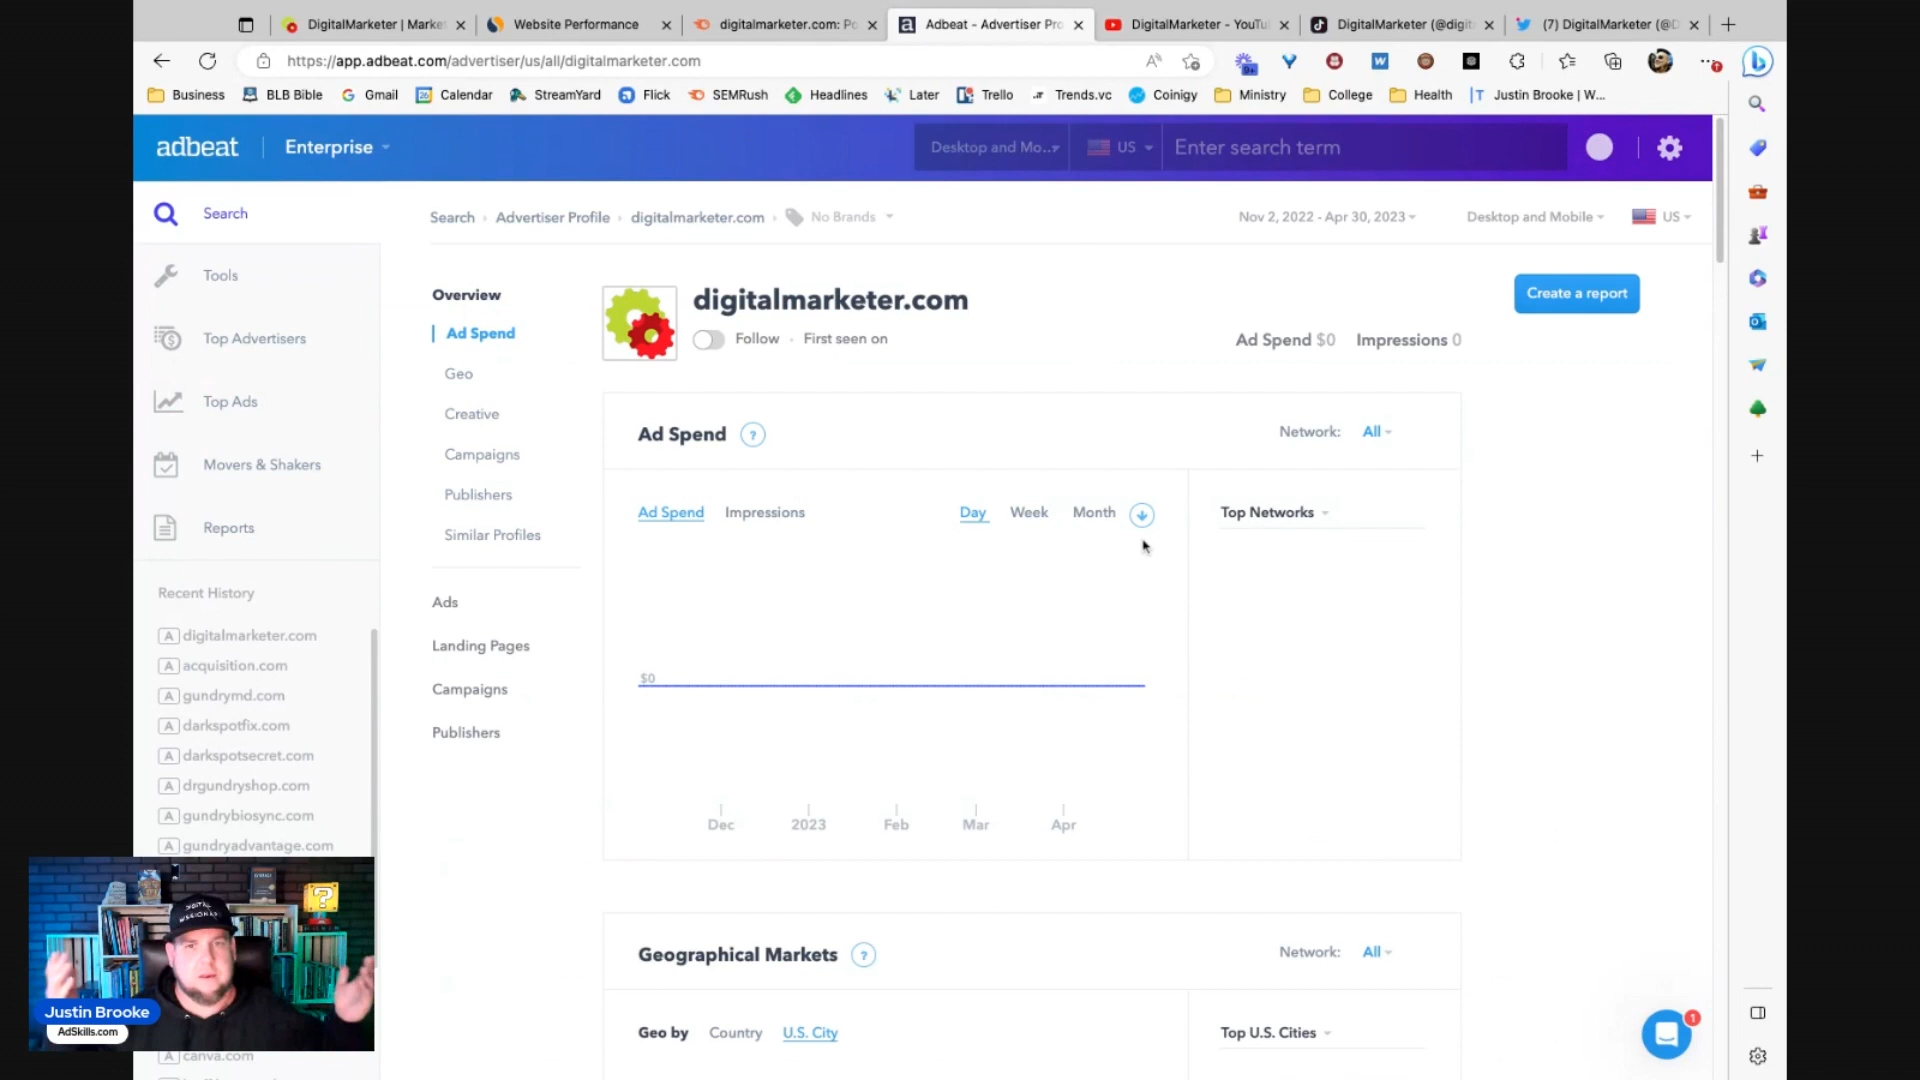 DigitalMarketer | Marke
Website Performance
digitalmarketer.com: Po
Adbeat - Advertiser Pro
DigitalMarketer - YouTu
DigitalMarketer (@digit
(7) DigitalMarketer (@D
https://app.adbeat.com/advertiser/us/all/digitalmarketer.com
Business
BLB Bible
Gmail
Calendar
StreamYard
Flick
SEMRush
Headlines
Later
Trello
Trends.vc
Coinigy
Ministry
College
Health
Justin Brooke | W...
adbeat
Enterprise
Desktop and Mo...
US
Enter search term
Search
Tools
Top Advertisers
Top Ads
Movers & Shakers
Reports
Recent History
A digitalmarketer.com
A acquisition.com
A gundrymd.com
A darkspotfix.com
A darkspotsecret.com
A drgundryshop.com
A gundrybiosync.com
A gundryadvantage.com
A canva.com
Search › Advertiser Profile › digitalmarketer.com › No Brands
Nov 2, 2022 - Apr 30, 2023
Desktop and Mobile
US
Overview
Ad Spend
Geo
Creative
Campaigns
Publishers
Similar Profiles
Ads
Landing Pages
Campaigns
Publishers
digitalmarketer.com
Follow · First seen on
Create a report
Ad Spend $0 Impressions 0
Ad Spend ?
Network: All
Ad Spend Impressions
Day Week Month
Top Networks
$0
Dec 2023 Feb Mar Apr
Geographical Markets ?
Network: All
Geo by Country U.S. City
Top U.S. Cities
1
DIGITAL
Justin Brooke
AdSkills.com